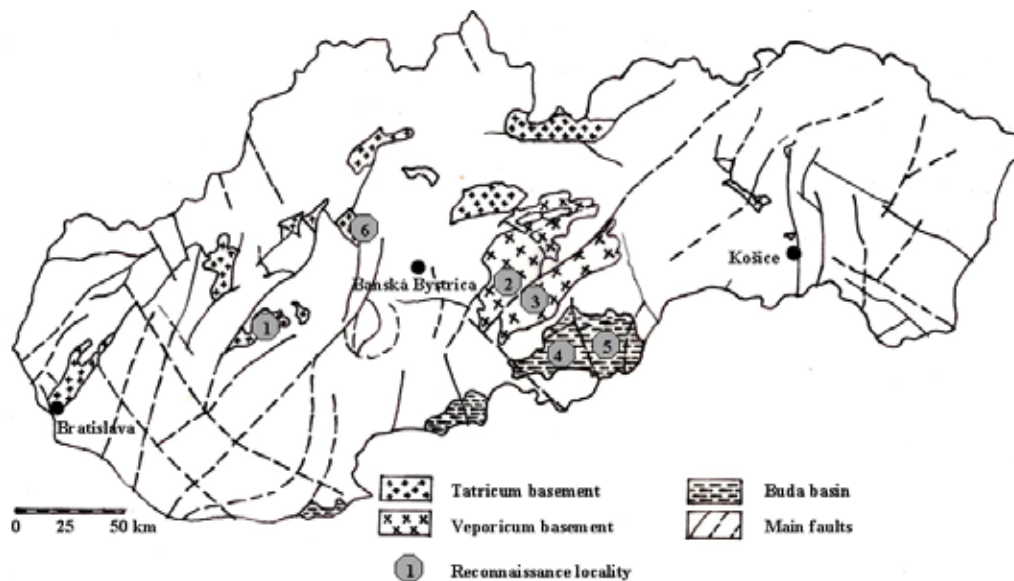 6
Košice
Banská Bystrica
2
3
1
4
5
Bratislava
0 25 50 km
Tatricum basement
Buda basin
Veporicum basement
Main faults
1 Reconnaissance locality